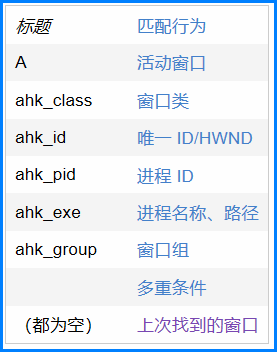 标题 匹配行为
A 活动窗口
ahk_class 窗口类
ahk_id 唯一 ID/HWND
ahk_pid 进程 ID
ahk_exe 进程名称、路径
ahk_group 窗口组
多重条件
（都为空） 上次找到的窗口